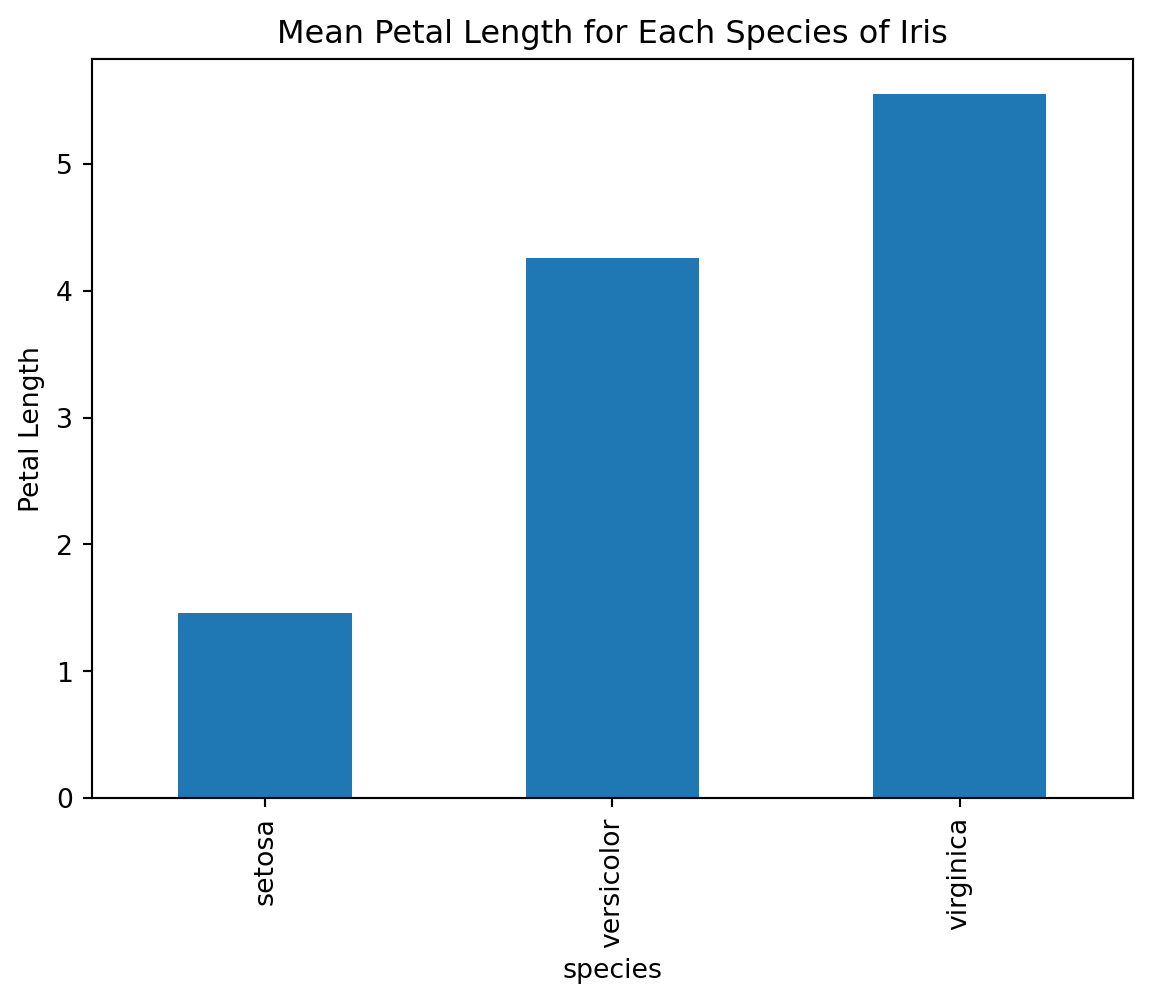 Mean Petal Length for Each Species of Iris
Petal Length
5
4
3
2
1
0
setosa
versicolor
virginica
species